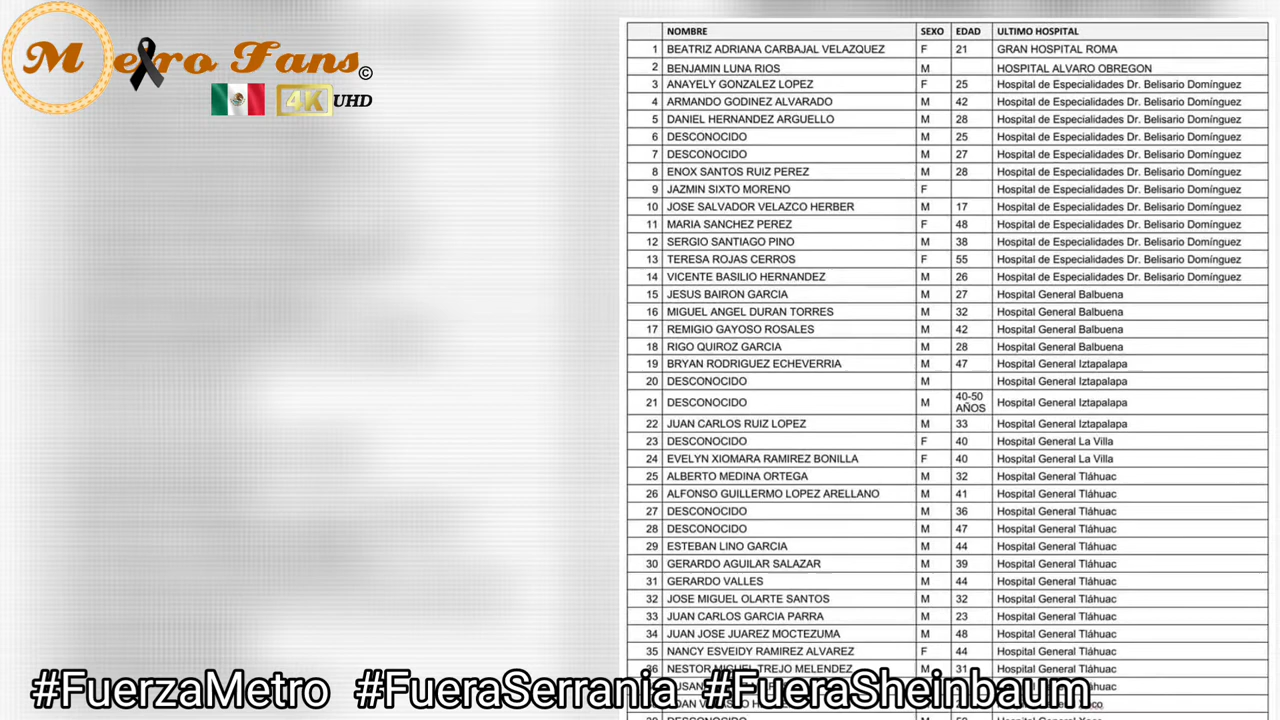 Metro Fans ©
4K UHD
NOMBRE SEXO EDAD ULTIMO HOSPITAL
1 BEATRIZ ADRIANA CARBAJAL VELAZQUEZ F 21 GRAN HOSPITAL ROMA
2 BENJAMIN LUNA RIOS M HOSPITAL ALVARO OBREGON
3 ANAYELY GONZALEZ LOPEZ F 25 Hospital de Especialidades Dr. Belisario Domínguez
4 ARMANDO GODINEZ ALVARADO M 42 Hospital de Especialidades Dr. Belisario Domínguez
5 DANIEL HERNANDEZ ARGUELLO M 28 Hospital de Especialidades Dr. Belisario Domínguez
6 DESCONOCIDO M 25 Hospital de Especialidades Dr. Belisario Domínguez
7 DESCONOCIDO M 27 Hospital de Especialidades Dr. Belisario Domínguez
8 ENOX SANTOS RUIZ PEREZ M 28 Hospital de Especialidades Dr. Belisario Domínguez
9 JAZMIN SIXTO MORENO F Hospital de Especialidades Dr. Belisario Domínguez
10 JOSE SALVADOR VELAZCO HERBER M 17 Hospital de Especialidades Dr. Belisario Domínguez
11 MARIA SANCHEZ PEREZ F 48 Hospital de Especialidades Dr. Belisario Domínguez
12 SERGIO SANTIAGO PINO M 38 Hospital de Especialidades Dr. Belisario Domínguez
13 TERESA ROJAS CERROS F 55 Hospital de Especialidades Dr. Belisario Domínguez
14 VICENTE BASILIO HERNANDEZ M 26 Hospital de Especialidades Dr. Belisario Domínguez
15 JESUS BAIRON GARCIA M 27 Hospital General Balbuena
16 MIGUEL ANGEL DURAN TORRES M 32 Hospital General Balbuena
17 REMIGIO GAYOSO ROSALES M 42 Hospital General Balbuena
18 RIGO QUIROZ GARCIA M 28 Hospital General Balbuena
19 BRYAN RODRIGUEZ ECHEVERRIA M 47 Hospital General Iztapalapa
20 DESCONOCIDO M Hospital General Iztapalapa
21 DESCONOCIDO M 40-50 AÑOS Hospital General Iztapalapa
22 JUAN CARLOS RUIZ LOPEZ M 33 Hospital General Iztapalapa
23 DESCONOCIDO F 40 Hospital General La Villa
24 EVELYN XIOMARA RAMIREZ BONILLA F 40 Hospital General La Villa
25 ALBERTO MEDINA ORTEGA M 32 Hospital General Tláhuac
26 ALFONSO GUILLERMO LOPEZ ARELLANO M 41 Hospital General Tláhuac
27 DESCONOCIDO M 36 Hospital General Tláhuac
28 DESCONOCIDO M 47 Hospital General Tláhuac
29 ESTEBAN LINO GARCIA M 44 Hospital General Tláhuac
30 GERARDO AGUILAR SALAZAR M 39 Hospital General Tláhuac
31 GERARDO VALLES M 44 Hospital General Tláhuac
32 JOSE MIGUEL OLARTE SANTOS M 32 Hospital General Tláhuac
33 JUAN CARLOS GARCIA PARRA M 23 Hospital General Tláhuac
34 JUAN JOSE JUAREZ MOCTEZUMA M 48 Hospital General Tláhuac
35 NANCY ESVEIDY RAMIREZ ALVAREZ F 44 Hospital General Tláhuac
36 NESTOR MIGUEL TREJO MELENDEZ M 31 Hospital General Tláhuac
Tláhuac
#FuerzaMetro #FueraSerrania #FueraSheinbaum
DESCONOCIDO M